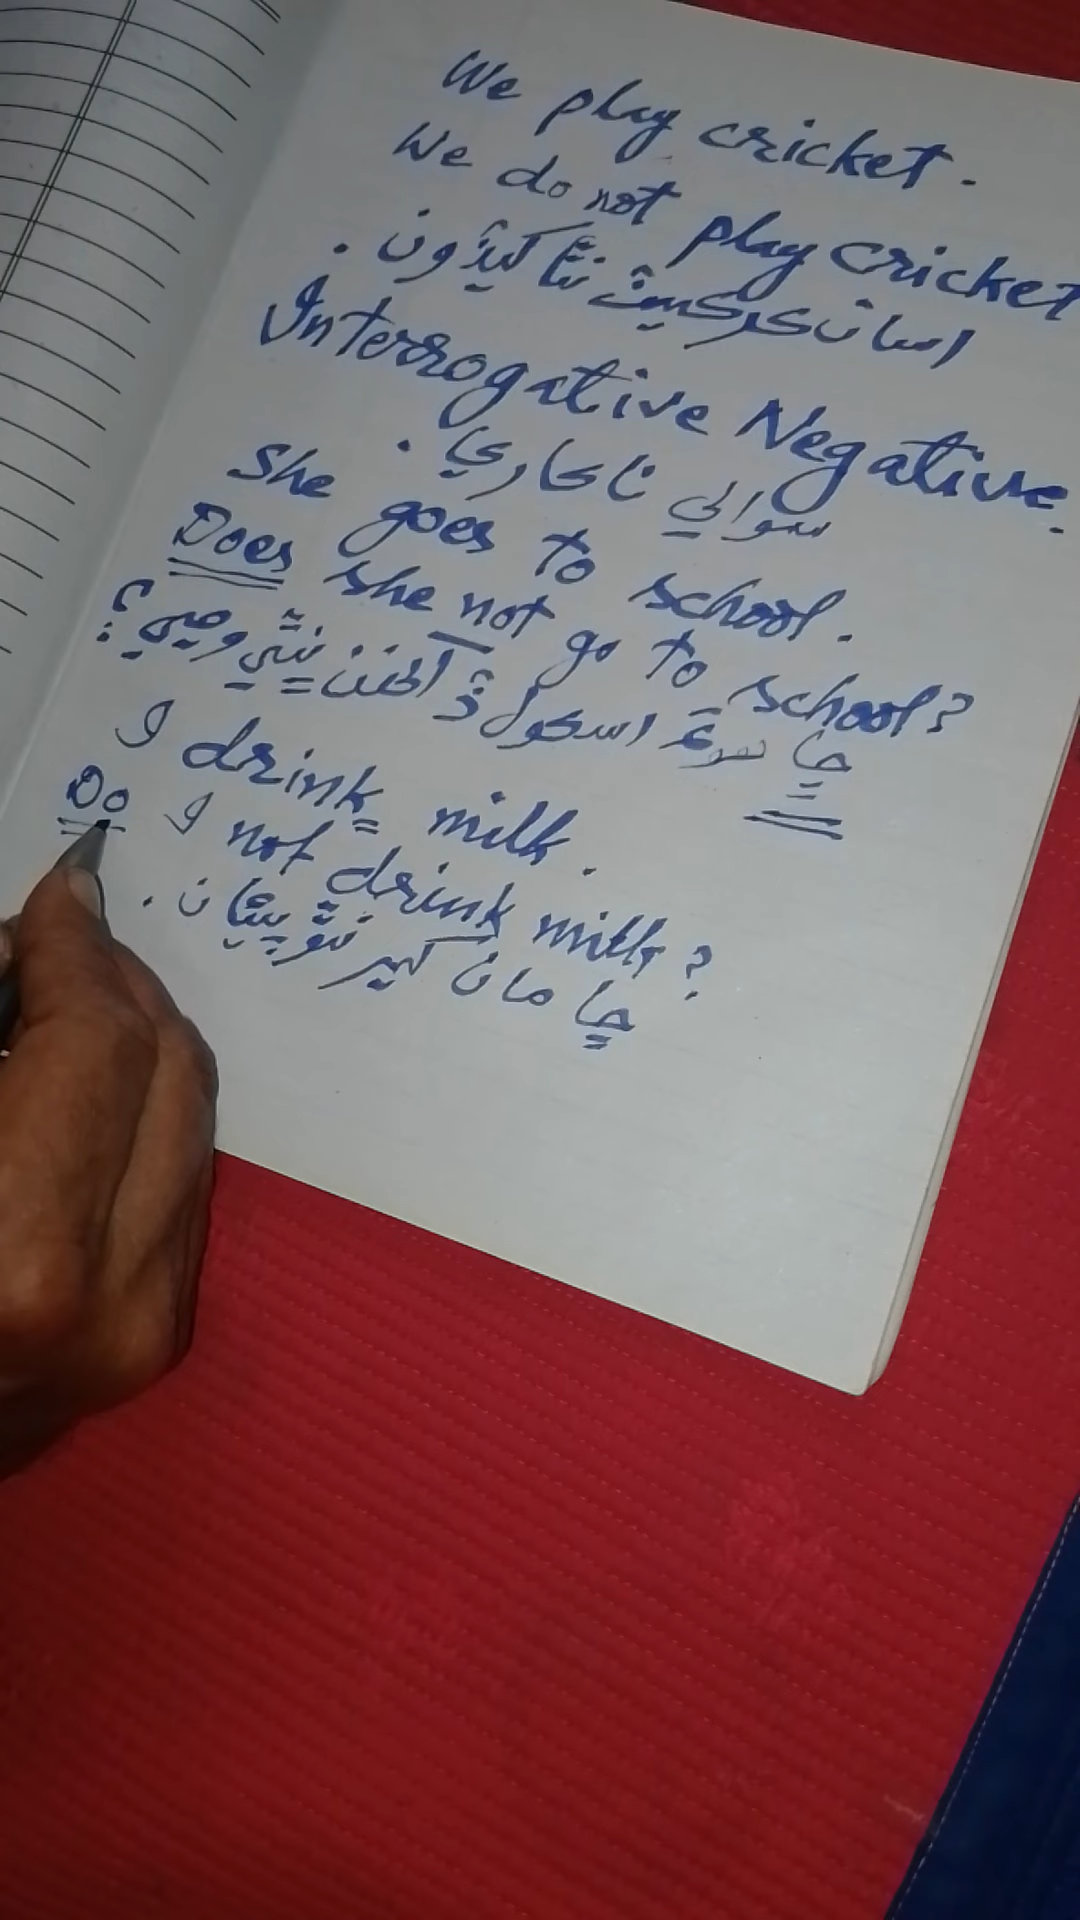 We play cricket.
We do not play cricket
اسان ڪرڪيٽ نٿا کيڏون.
Interrogative Negative.
سوالي ناڪاري.
She goes to school.
Does she not go to school?
ڇا هوءَ اسڪول ڏانهن نٿي وڃي؟
I drink milk.
Do I not drink milk?
ڇا مان کير نٿو پيئان.